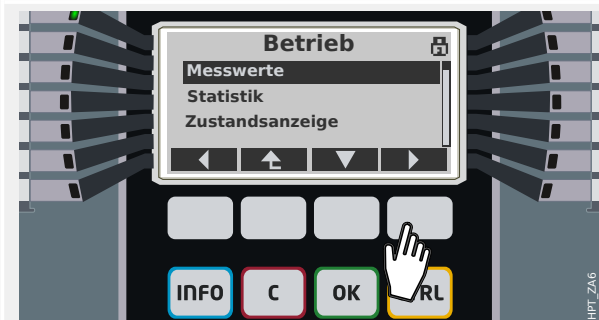 Betrieb
Messwerte
Statistik
Zustandsanzeige
INFO
C
OK
RL
HPT_ZA6